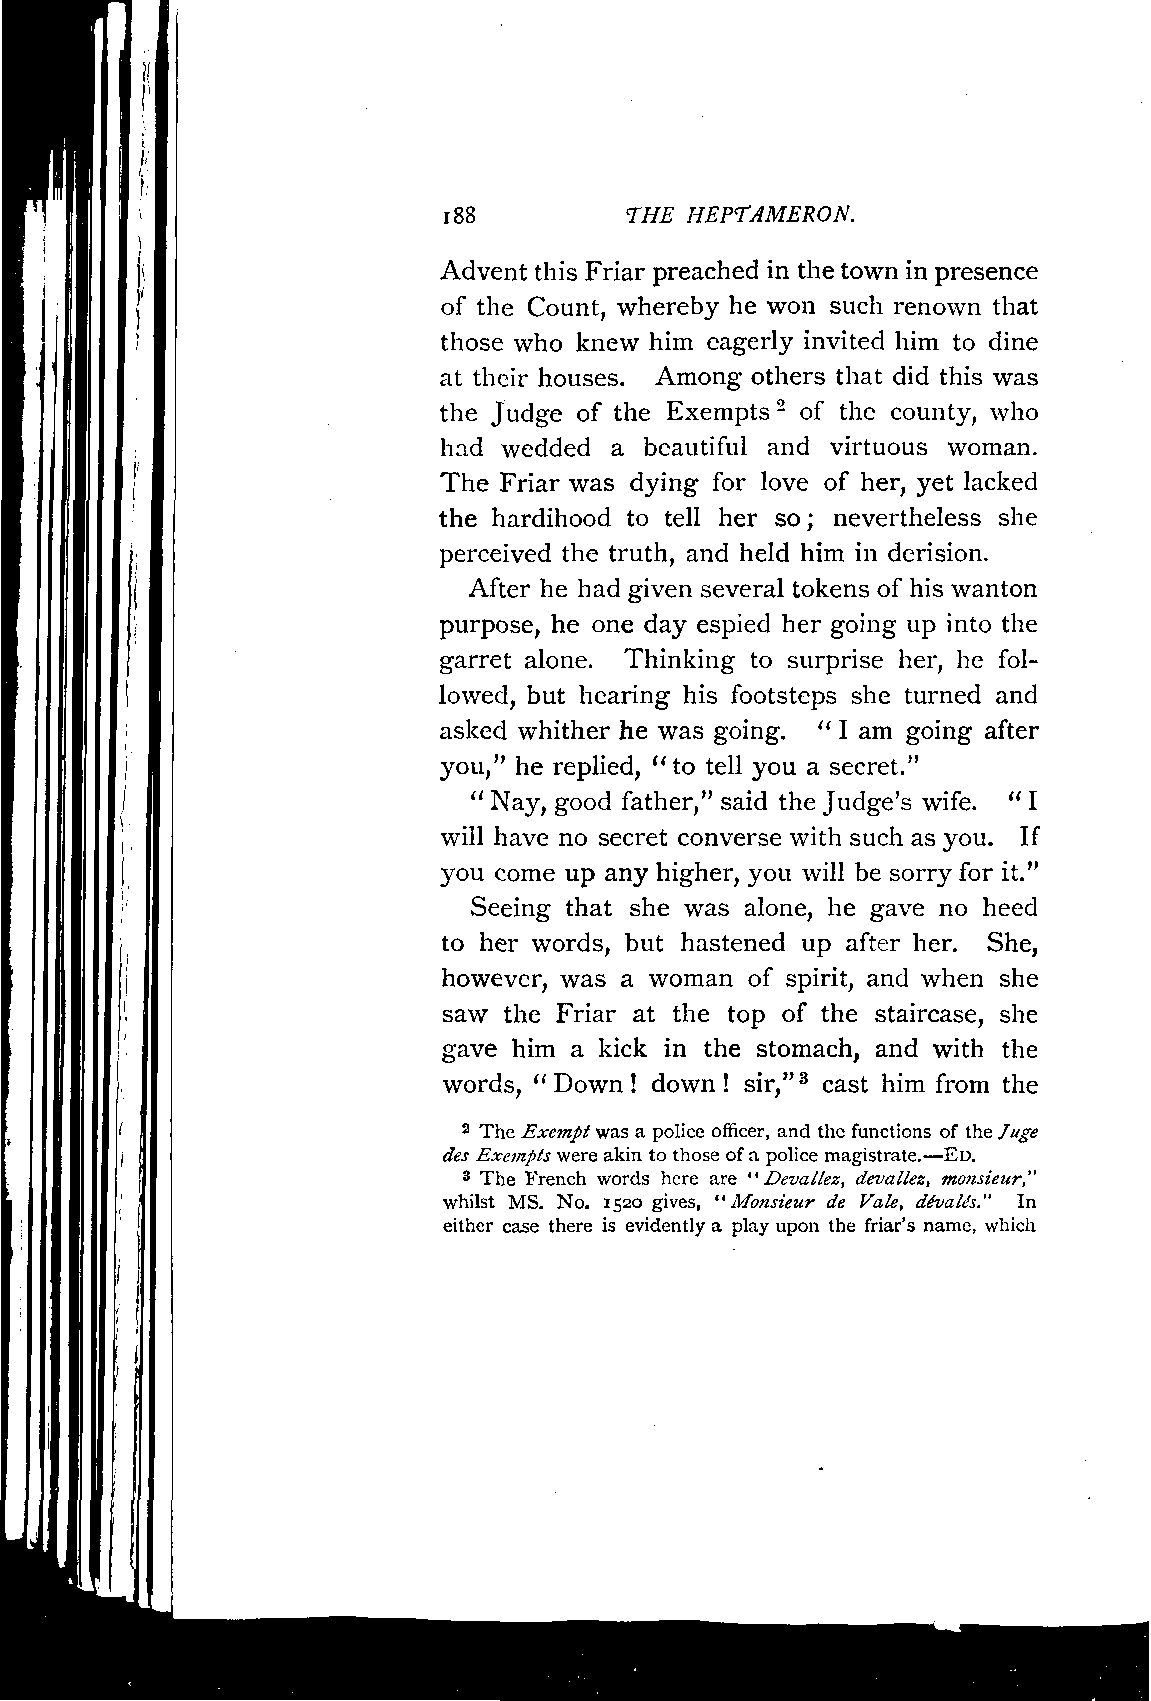 188 THE HEPTAMERON.
Advent this Friar preached in the town in presence
of the Count, whereby he won such renown that
those who knew him eagerly invited him to dine
at their houses. Among others that did this was
the Judge of the Exempts ² of the county, who
had wedded a beautiful and virtuous woman.
The Friar was dying for love of her, yet lacked
the hardihood to tell her so; nevertheless she
perceived the truth, and held him in derision.
After he had given several tokens of his wanton
purpose, he one day espied her going up into the
garret alone. Thinking to surprise her, he fol-
lowed, but hearing his footsteps she turned and
asked whither he was going. "I am going after
you," he replied, "to tell you a secret."
"Nay, good father," said the Judge's wife. "I
will have no secret converse with such as you. If
you come up any higher, you will be sorry for it."
Seeing that she was alone, he gave no heed
to her words, but hastened up after her. She,
however, was a woman of spirit, and when she
saw the Friar at the top of the staircase, she
gave him a kick in the stomach, and with the
words, "Down! down! sir,"³ cast him from the
² The Exempt was a police officer, and the functions of the Juge
des Exempts were akin to those of a police magistrate.—ED.
³ The French words here are "Devallez, devallez, monsieur,"
whilst MS. No. 1520 gives, "Monsieur de Vale, dévalés." In
either case there is evidently a play upon the friar's name, which